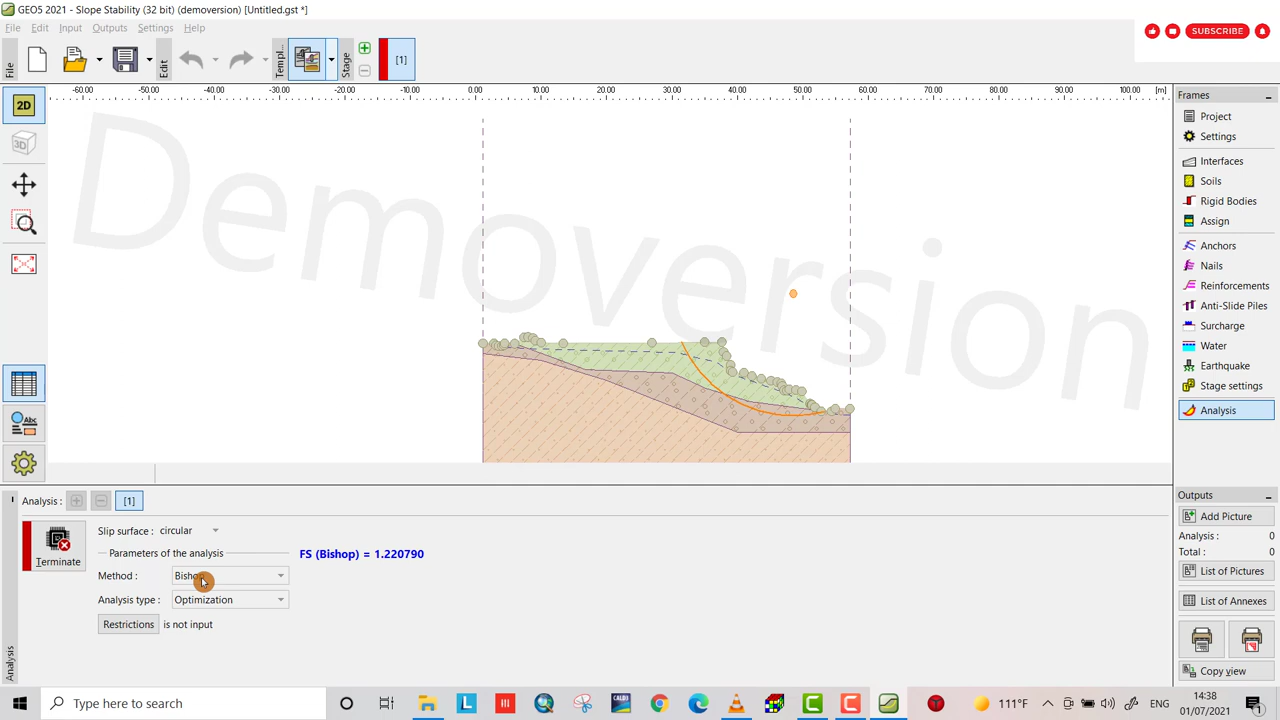 GEO5 2021 - Slope Stability (32 bit) (demoversion) [Untitled.gst *]
File Edit Input Outputs Settings Help
SUBSCRIBE
File
Edit
Templ.
Stage
[1]
-60.00 -50.00 -40.00 -30.00 -20.00 -10.00 0.00 10.00 20.00 30.00 40.00 50.00 60.00 70.00 80.00 90.00 100.00 [m]
2D
3D
Abc
Demoversion
Frames
Project
Settings
Interfaces
Soils
Rigid Bodies
Assign
Anchors
Nails
Reinforcements
Anti-Slide Piles
Surcharge
Water
Earthquake
Stage settings
Analysis
Analysis : [1]
Terminate
Slip surface : circular
Parameters of the analysis
FS (Bishop) = 1.220790
Method : Bishop
Analysis type : Optimization
Restrictions is not input
Analysis
Outputs
Add Picture
Analysis : 0
Total : 0
List of Pictures
List of Annexes
Copy view
Type here to search
111°F
ENG
14:38
01/07/2021